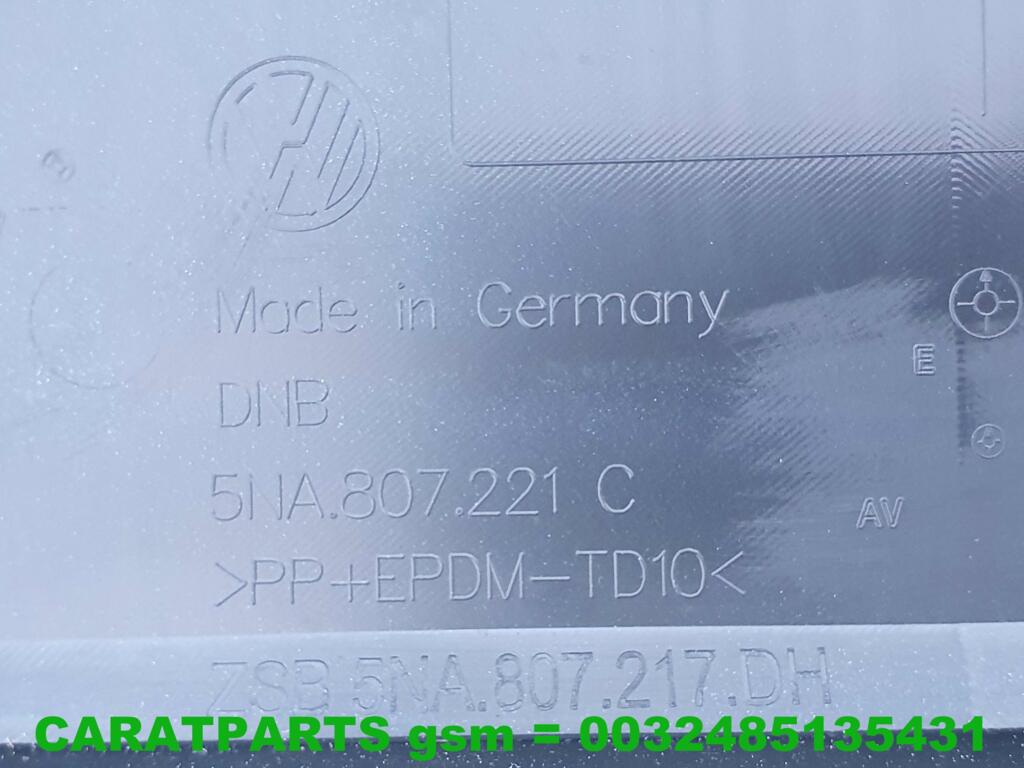 Made in Germany
DNB
E
5NA.807.221 C
AV
>PP+EPDM-TD10<
ZSB 5NA.807.217.DH
CARATPARTS gsm = 0032485135431